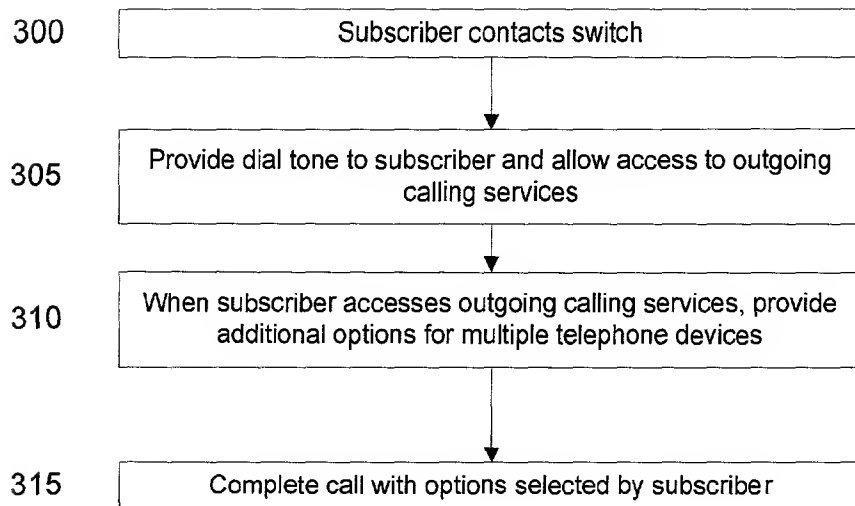 300
Subscriber contacts switch
305
Provide dial tone to subscriber and allow access to outgoing
calling services
310
When subscriber accesses outgoing calling services, provide
additional options for multiple telephone devices
315
Complete call with options selected by subscriber